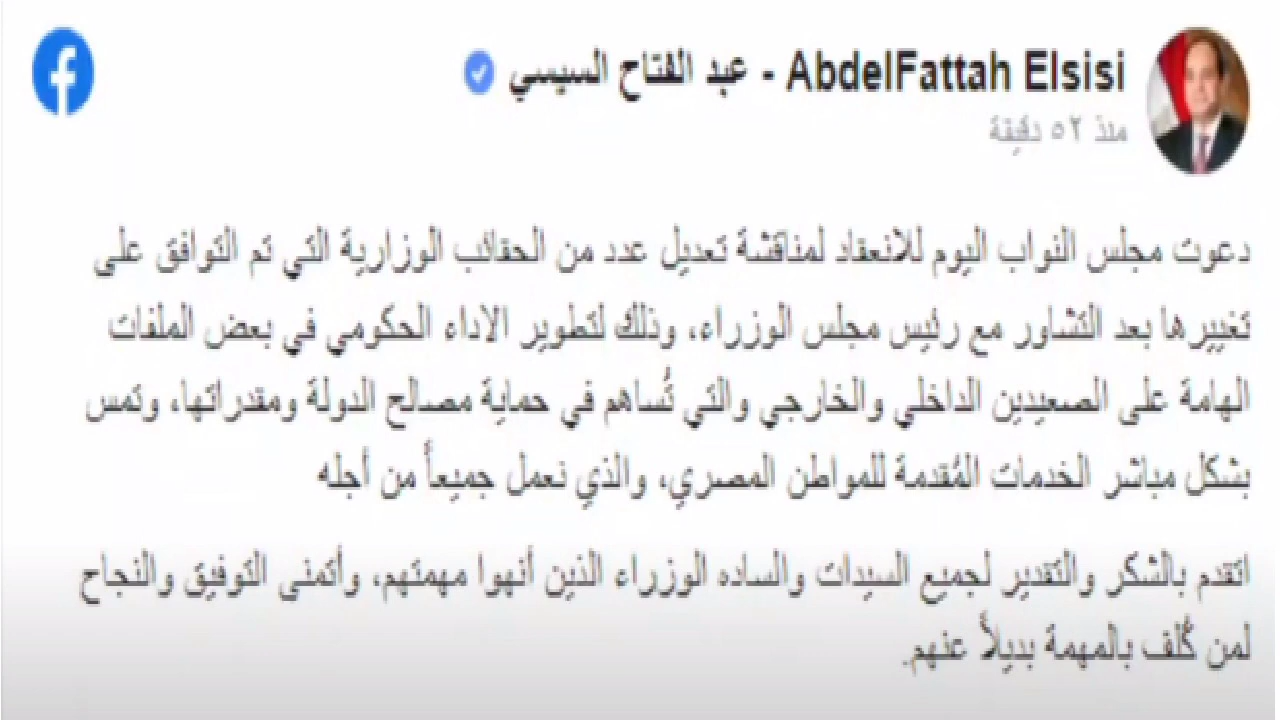 AbdelFattah Elsisi - عبد الفتاح السيسي
منذ ٥٢ دقيقة
دعوت مجلس النواب اليوم للانعقاد لمناقشة تعديل عدد من الحقائب الوزارية التي تم التوافق على
تغييرها بعد التشاور مع رئيس مجلس الوزراء، وذلك لتطوير الاداء الحكومي في بعض الملفات
الهامة على الصعيدين الداخلي والخارجي والتي تُساهم في حماية مصالح الدولة ومقدراتها، وتمس
بشكل مباشر الخدمات المُقدمة للمواطن المصري، والذي نعمل جميعاً من أجله
اتقدم بالشكر والتقدير لجميع السيدات والساده الوزراء الذين أنهوا مهمتهم، وأتمنى التوفيق والنجاح
لمن كُلف بالمهمة بديلاً عنهم.